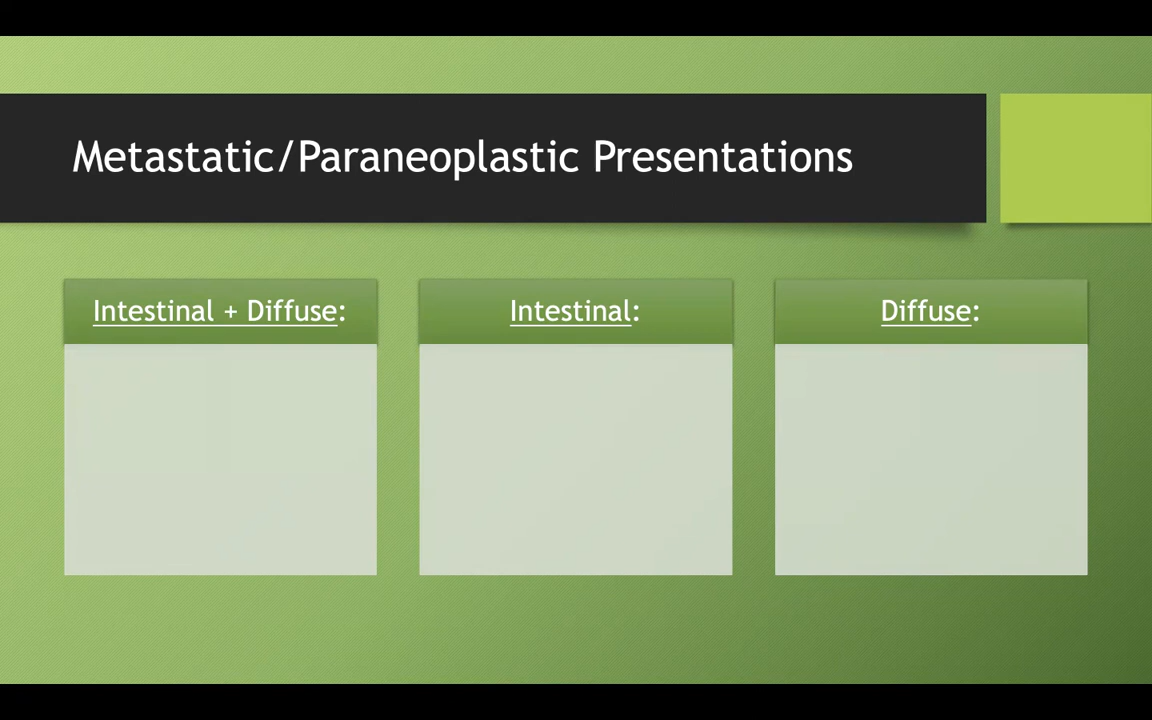 Metastatic/Paraneoplastic Presentations
Intestinal + Diffuse:
Intestinal:
Diffuse: